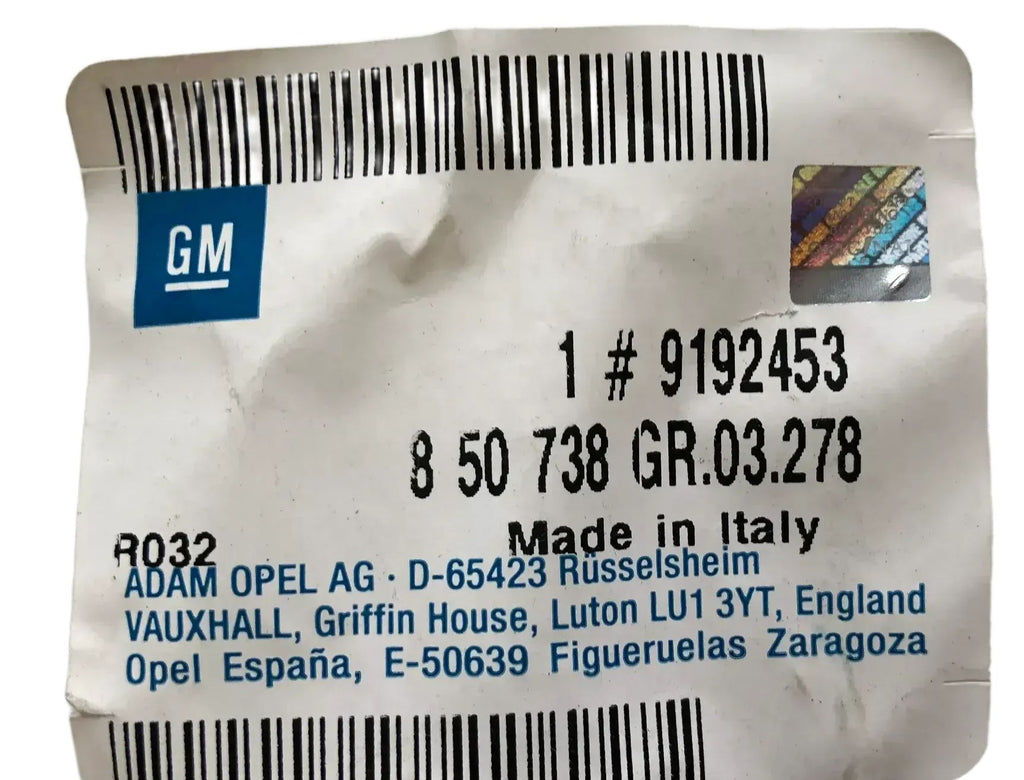 GM
1 # 9192453
8 50 738 GR.03.278
Made in Italy
R032
ADAM OPEL AG · D-65423 Rüsselsheim
VAUXHALL, Griffin House, Luton LU1 3YT, England
Opel España, E-50639 Figueruelas Zaragoza